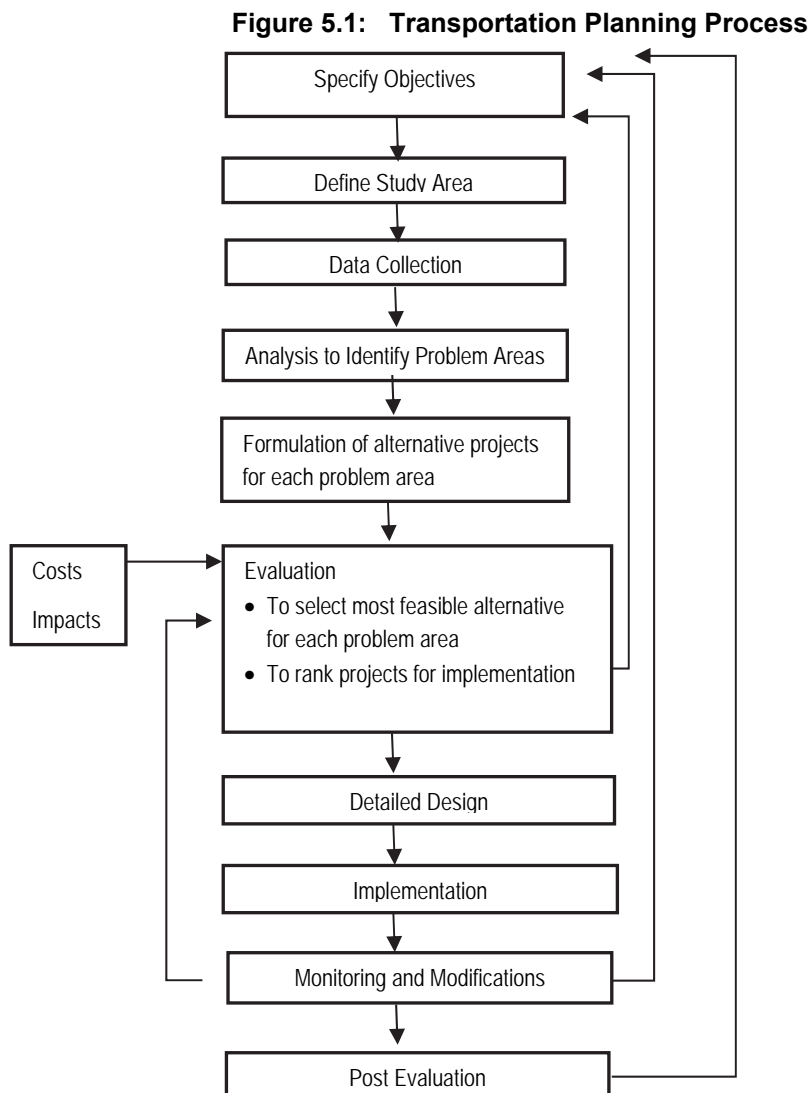 Figure 5.1: Transportation Planning Process
Specify Objectives
Define Study Area
Data Collection
Analysis to Identify Problem Areas
Formulation of alternative projects
for each problem area
Costs
Impacts
Evaluation
• To select most feasible alternative
for each problem area
• To rank projects for implementation
Detailed Design
Implementation
Monitoring and Modifications
Post Evaluation